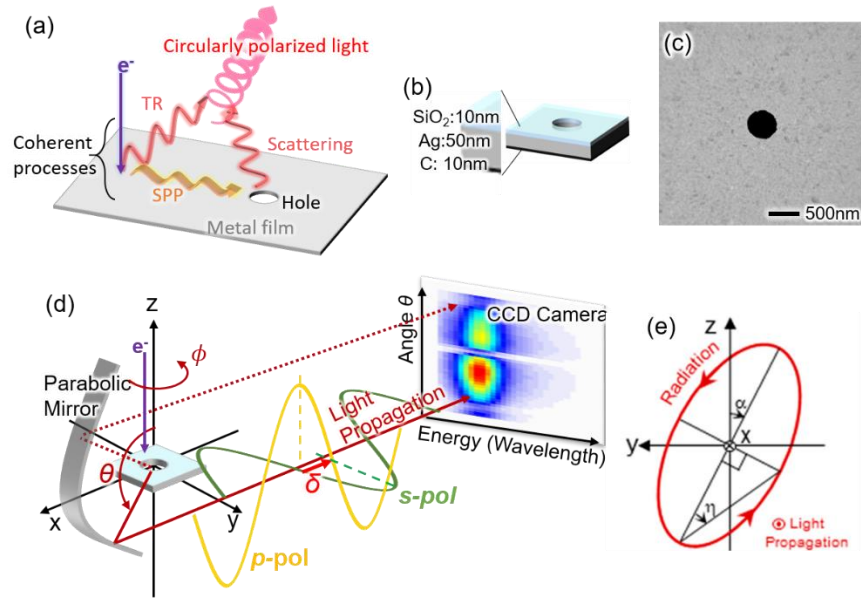 (a)
Circularly polarized light
e-
TR
Coherent
processes
Scattering
SPP
Hole
Metal film
(b)
SiO₂:10nm
Ag:50nm
C: 10nm
(c)
500nm
(d)
z
e-
ϕ
Parabolic
Mirror
θ
x
y
δ
Light
Propagation
s-pol
p-pol
CCD Camera
Angle θ
Energy (Wavelength)
(e)
z
Radiation
α
y
x
η
⊙ Light
Propagation